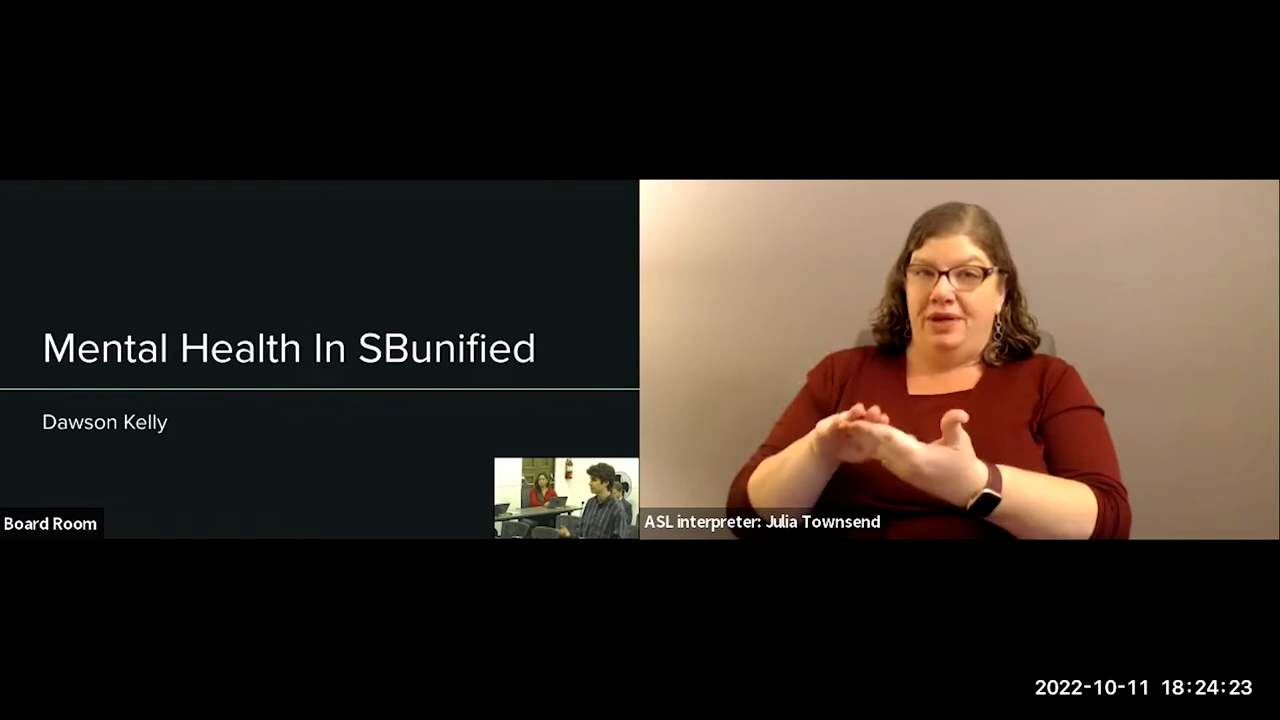 Mental Health In SBunified
Dawson Kelly
Board Room
ASL interpreter: Julia Townsend
2022-10-11 18:24:23